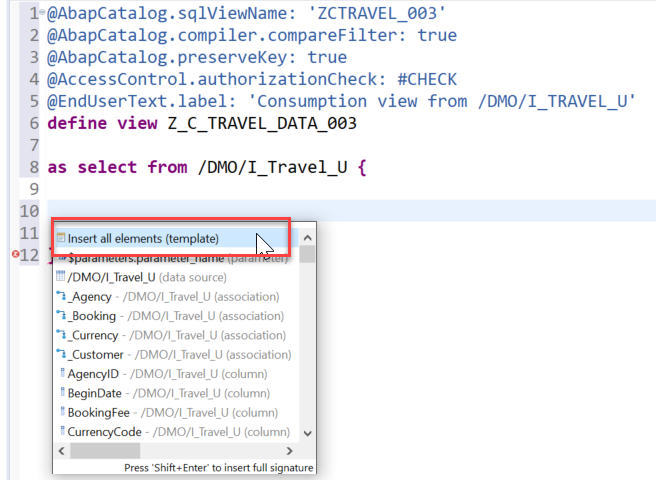 1 @AbapCatalog.sqlViewName: 'ZCTRAVEL_003'
2 @AbapCatalog.compiler.compareFilter: true
3 @AbapCatalog.preserveKey: true
4 @AccessControl.authorizationCheck: #CHECK
5 @EndUserText.label: 'Consumption view from /DMO/I_TRAVEL_U'
6 define view Z_C_TRAVEL_DATA_003
7
8 as select from /DMO/I_Travel_U {
9
10
11
12 }
Insert all elements (template)
$parameters.parameter_name (parameter)
/DMO/I_Travel_U (data source)
_Agency - /DMO/I_Travel_U (association)
_Booking - /DMO/I_Travel_U (association)
_Currency - /DMO/I_Travel_U (association)
_Customer - /DMO/I_Travel_U (association)
AgencyID - /DMO/I_Travel_U (column)
BeginDate - /DMO/I_Travel_U (column)
BookingFee - /DMO/I_Travel_U (column)
CurrencyCode - /DMO/I_Travel_U (column)
Press 'Shift+Enter' to insert full signature